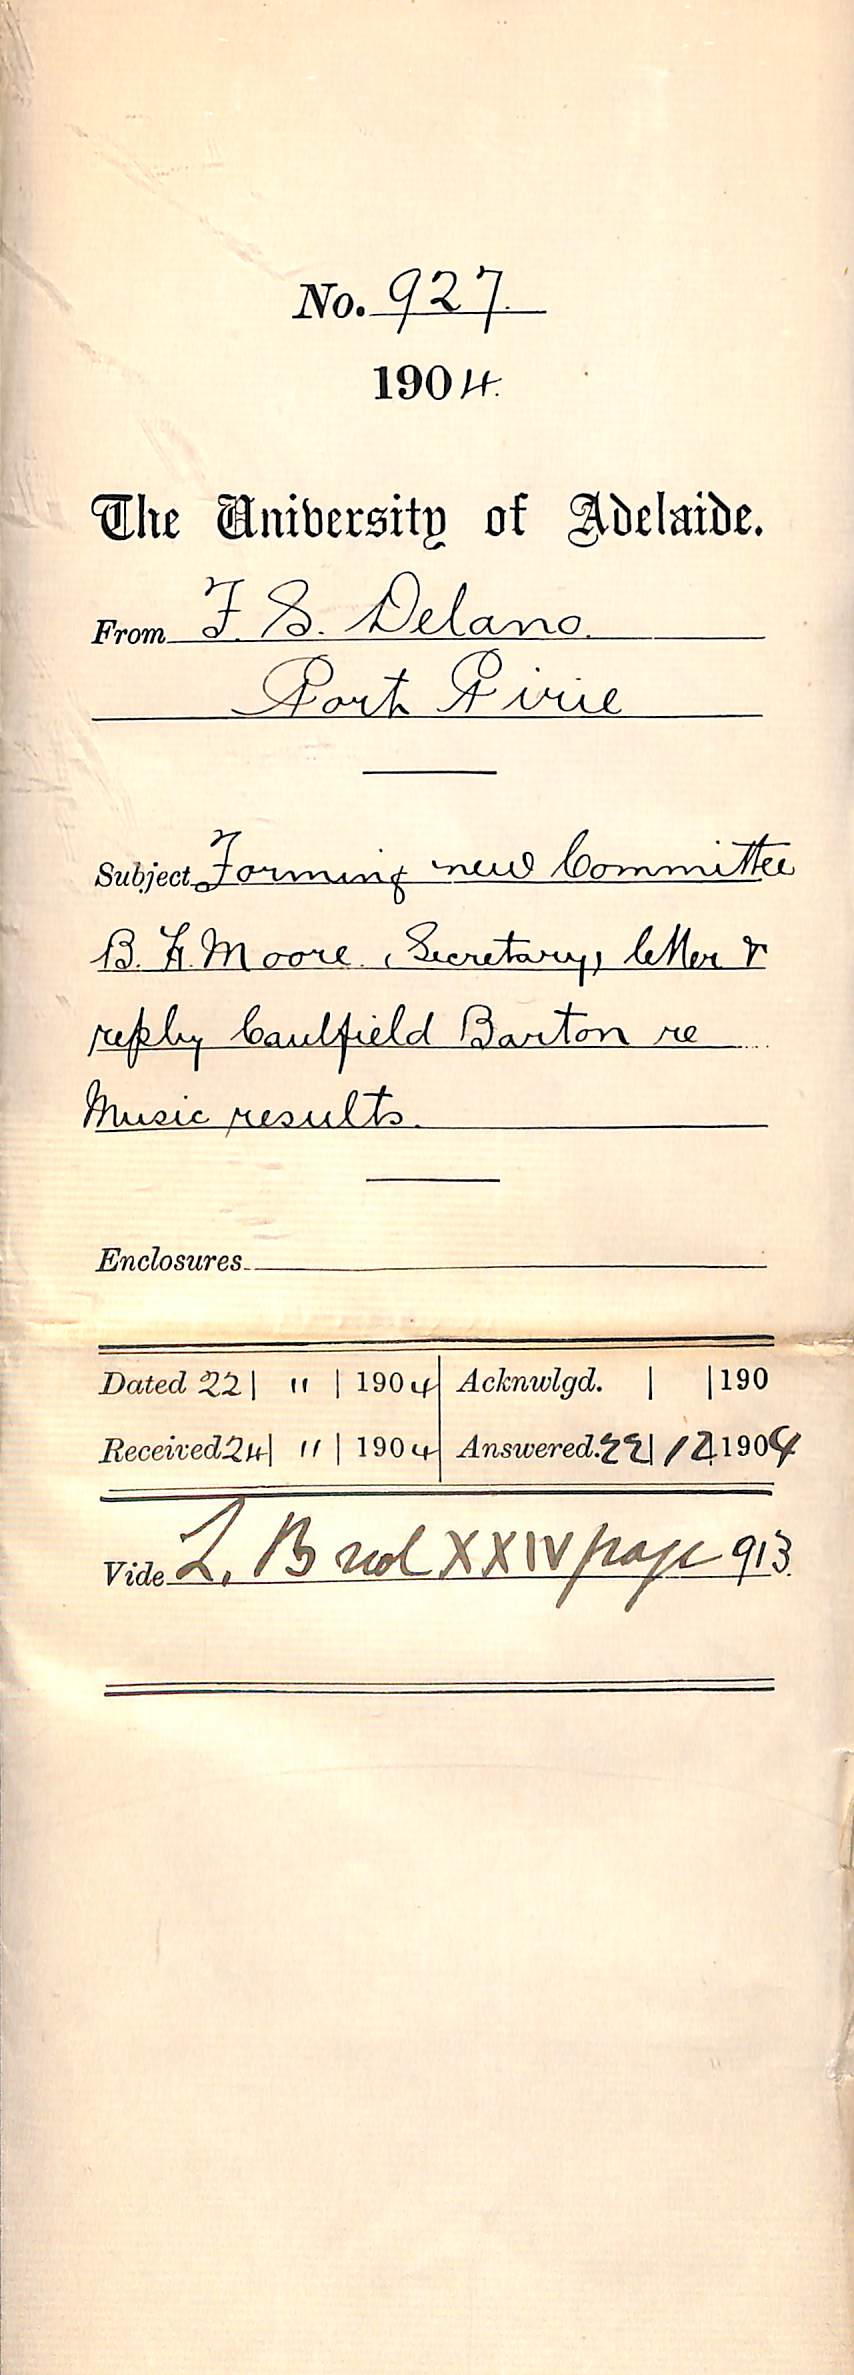 No. 927.
1904.
The University of Adelaide.
From F. S. Delano.
Port Pirie
Subject Forming new Committee
B. H. Moore. (Secretary) letter &
reply Caulfield Barton re
Music results.
Enclosures
Dated 22 | 11 | 1904 Acknwlgd. | |190
Received 24 | 11 | 1904 Answered. 22 | 12 | 1904
Vide L. B vol XXIV page 913.